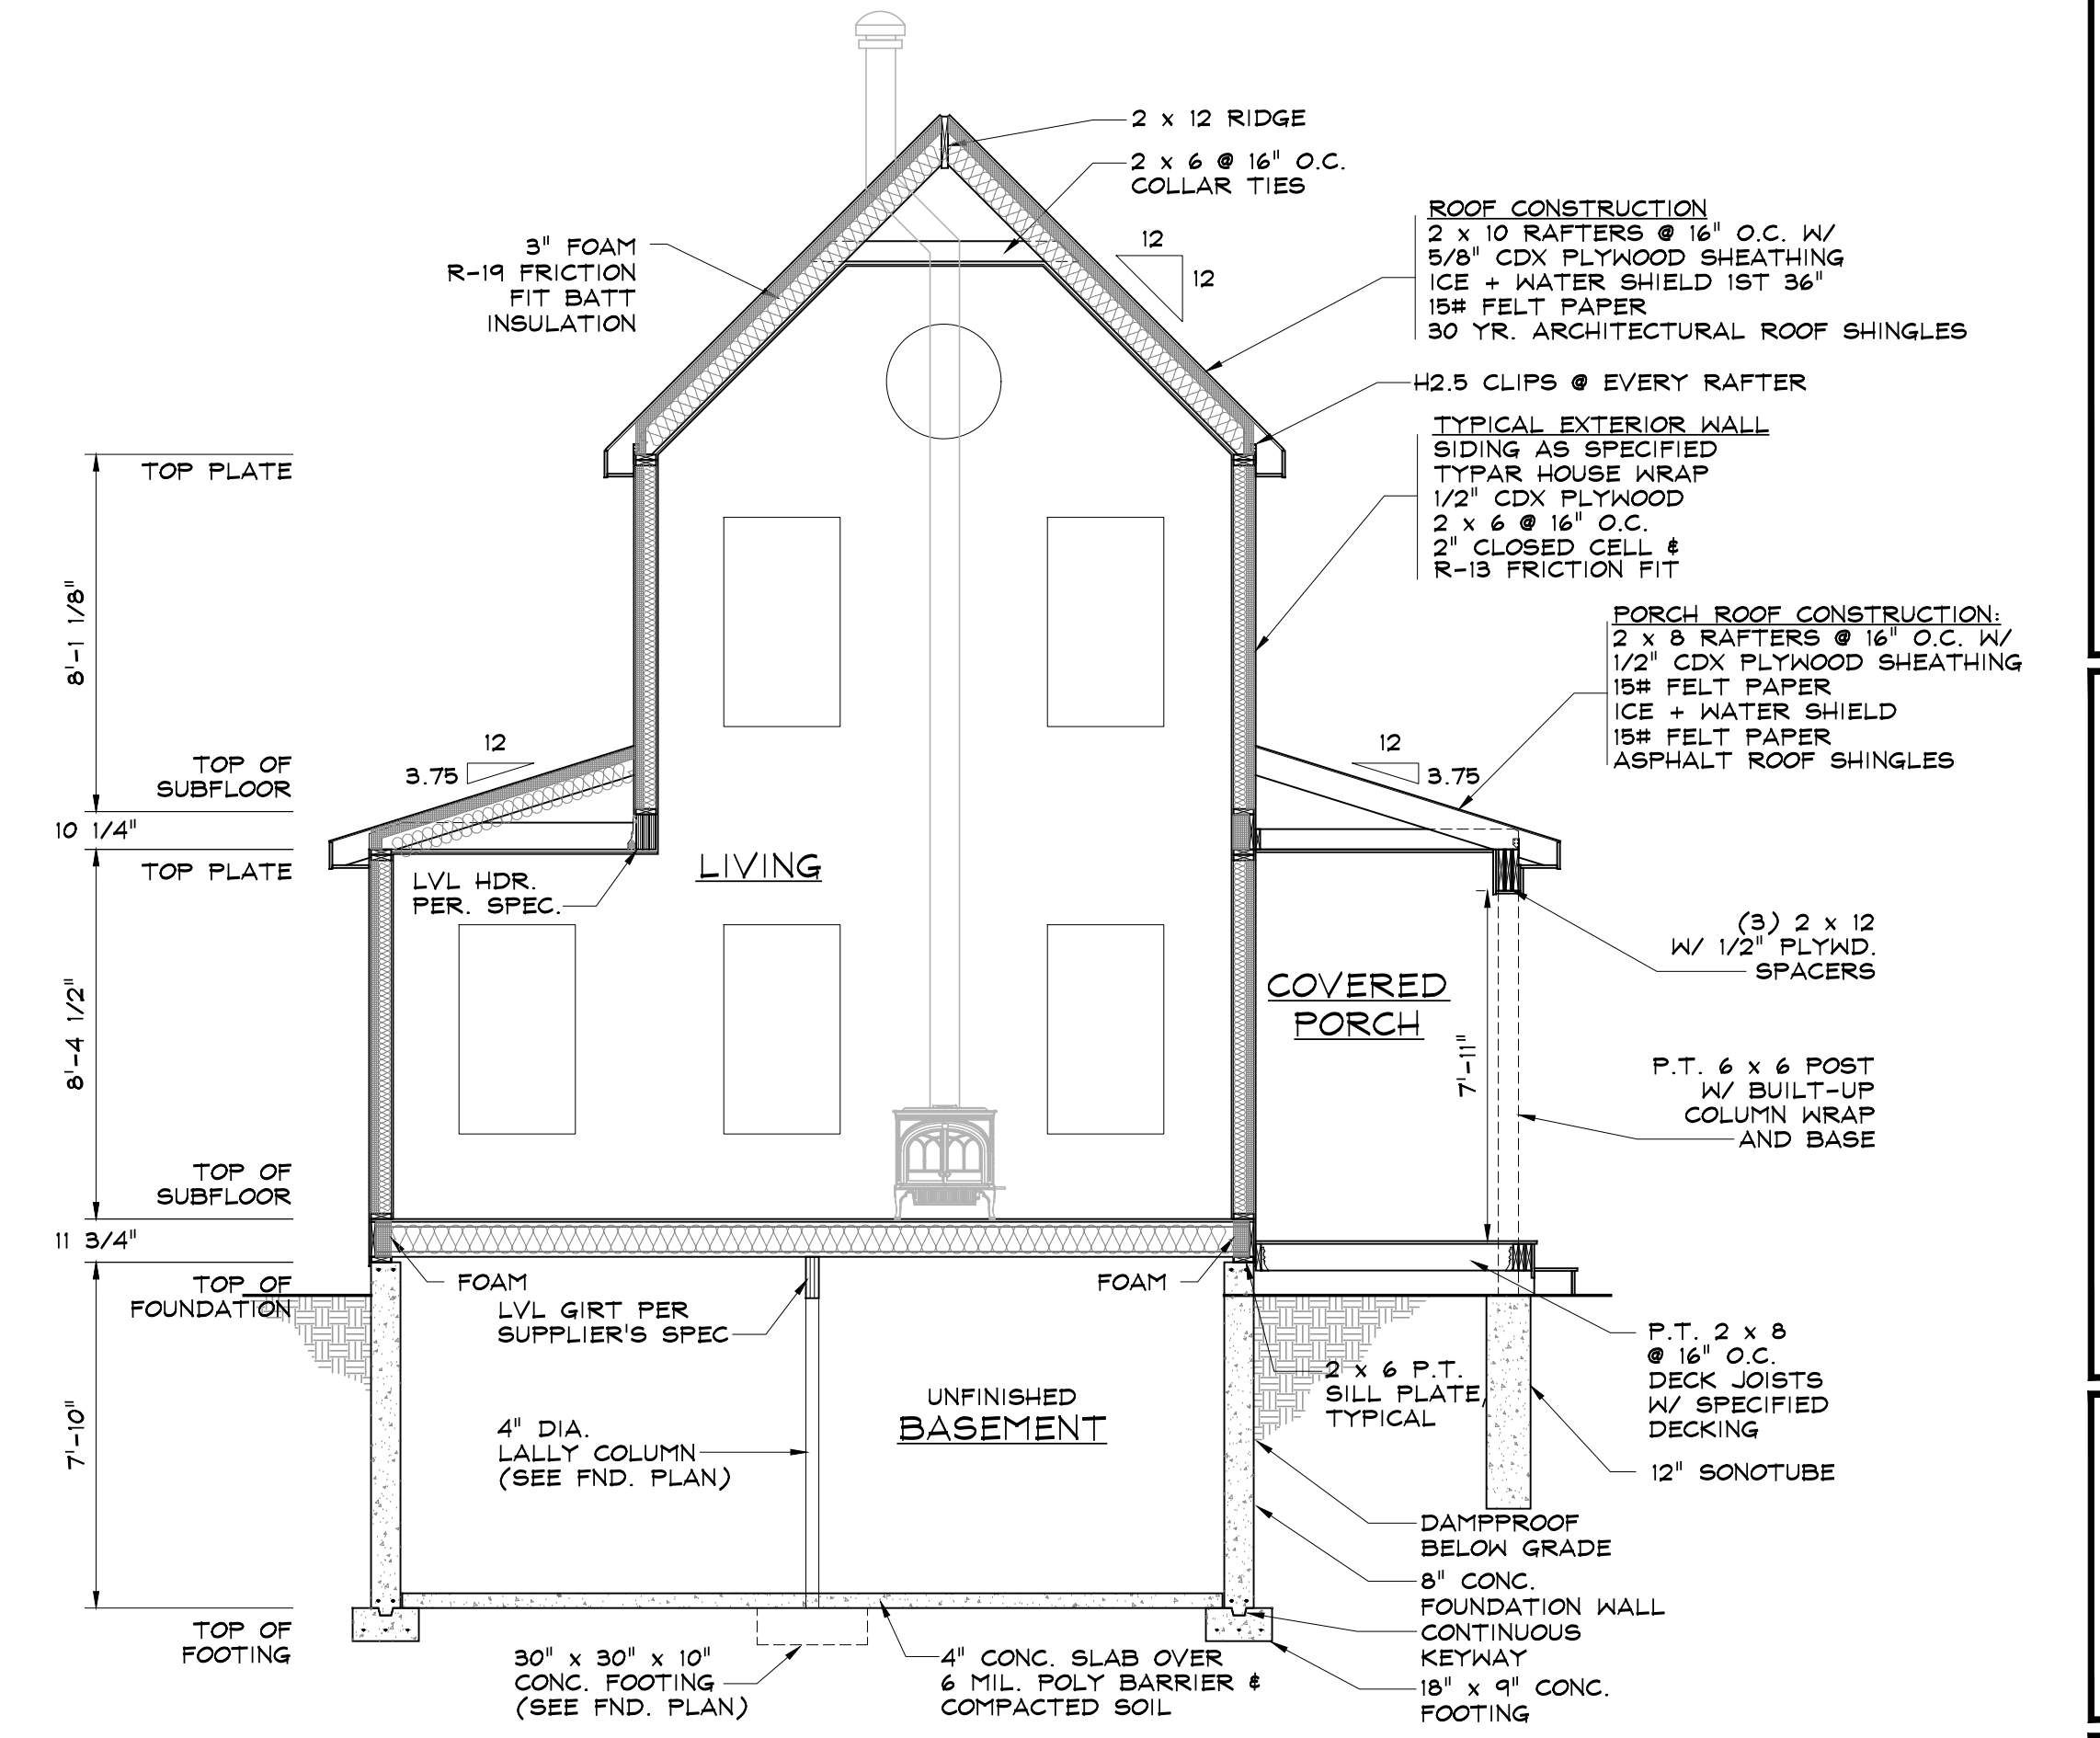 2 x 12 RIDGE
2 x 6 @ 16" O.C.
COLLAR TIES
3" FOAM
R-19 FRICTION
FIT BATT
INSULATION
12
12
ROOF CONSTRUCTION
2 x 10 RAFTERS @ 16" O.C. W/
5/8" CDX PLYWOOD SHEATHING
ICE + WATER SHIELD 1ST 36"
15# FELT PAPER
30 YR. ARCHITECTURAL ROOF SHINGLES
H2.5 CLIPS @ EVERY RAFTER
TYPICAL EXTERIOR WALL
SIDING AS SPECIFIED
TYPAR HOUSE WRAP
1/2" CDX PLYWOOD
2 x 6 @ 16" O.C.
2" CLOSED CELL &
R-13 FRICTION FIT
PORCH ROOF CONSTRUCTION:
2 x 8 RAFTERS @ 16" O.C. W/
1/2" CDX PLYWOOD SHEATHING
15# FELT PAPER
ICE + WATER SHIELD
15# FELT PAPER
ASPHALT ROOF SHINGLES
TOP PLATE
8'-1 1/8"
TOP OF
SUBFLOOR
10 1/4"
TOP PLATE
8'-4 1/2"
TOP OF
SUBFLOOR
11 3/4"
TOP OF
FOUNDATION
7'-10"
TOP OF
FOOTING
12
3.75
12
3.75
LVL HDR.
PER. SPEC.
LIVING
COVERED
PORCH
7'-11"
(3) 2 x 12
W/ 1/2" PLYWD.
SPACERS
P.T. 6 x 6 POST
W/ BUILT-UP
COLUMN WRAP
AND BASE
FOAM
FOAM
LVL GIRT PER
SUPPLIER'S SPEC
UNFINISHED
BASEMENT
4" DIA.
LALLY COLUMN
(SEE FND. PLAN)
2 x 6 P.T.
SILL PLATE,
TYPICAL
P.T. 2 x 8
@ 16" O.C.
DECK JOISTS
W/ SPECIFIED
DECKING
12" SONOTUBE
DAMPPROOF
BELOW GRADE
8" CONC.
FOUNDATION WALL
CONTINUOUS
KEYWAY
18" x 9" CONC.
FOOTING
30" x 30" x 10"
CONC. FOOTING
(SEE FND. PLAN)
4" CONC. SLAB OVER
6 MIL. POLY BARRIER &
COMPACTED SOIL